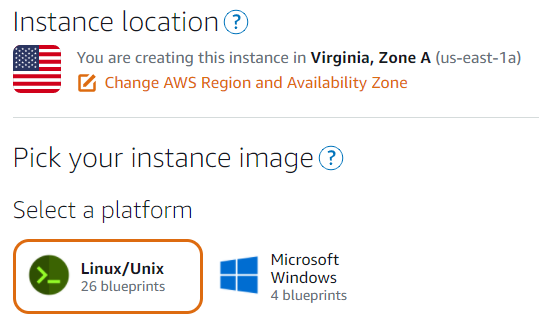 Instance location ?
You are creating this instance in Virginia, Zone A (us-east-1a)
Change AWS Region and Availability Zone
Pick your instance image ?
Select a platform
Linux/Unix
26 blueprints
Microsoft
Windows
4 blueprints